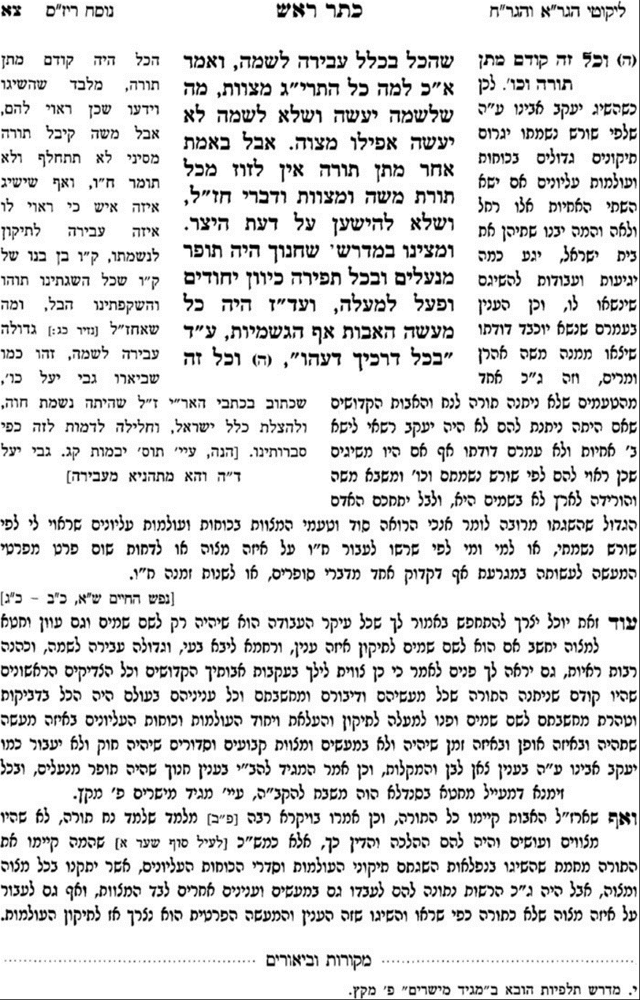 ליקוטי הגר"א והגר"ח
כתר ראש
נוסח ריז"ם
צא
שהכל בכלל עבירה לשמה, ואמר
א"כ למה כל התרי"ג מצוות, מה
שלשמה יעשה ושלא לשמה לא
יעשה אפילו מצוה. אבל באמת
אחר מתן תורה אין לזוז מכל
תורת משה ומצוות ודברי חז"ל,
ושלא להישען על דעת היצר.
ומצינו במדרש׳ שחנוך היה תופר
מנעלים ובכל תפירה כיוון יחודים
ופעל למעלה, ועד"ז היה כל
מעשה האבות אף הגשמיות, ע"ד
"בכל דרכיך דעהו", (ה) וכל זה
(ה) וכל זה קודם מתן
תורה וכו׳. לכן
כשהשיג יעקב אבינו ע"ה
שלפי שורש נשמתו יגרום
תיקונים גדולים בכוחות
ועולמות עליונים אם ישא
השתי האחיות אלו רחל
ולאה והמה יבנו שתיהן את
בית ישראל, יגע כמה
יגיעות ועבודות להשיגם
שינשאו לו, וכן הענין
בעמרם שנשא יוכבד דודתו
שיצאו ממנה משה אהרן
ומרים, וזה ג"כ אחד
מהטעמים שלא ניתנה תורה לנח והאבות הקדושים
שאם היתה ניתנת להם לא היה יעקב רשאי לישא
ב׳ אחיות ולא עמרם דודתו אף אם היו משיגים
שכן ראוי להם לפי שורש נשמתם וכו׳ ומשבא משה
והורידה לארץ לא בשמים היא, ולבל יתחכם האדם
הגדול שהשגתו מרובה לומר אנכי הרואה סוד וטעמי המצוות בכוחות ועולמות עליונים שראוי לי לפי
שורש נשמתי, או למי ומי לפי שרשו לעבור ח"ו על איזה מצוה או לדחות שום פרט מפרטי
המעשה לעשותה במגרעת אף דקדוק אחד מדברי סופרים, או לשנות זמנה ח"ו.
[נפש החיים ש"א, כ"ב - כ"ג]
עוד זאת יוכל יצרך להתחפש באמור לך שכל עיקר העבודה הוא שיהיה רק לשם שמים וגם עוון וחטא
למצוה יחשב אם הוא לשם שמים לתיקון איזה ענין, ורחמא ליבא בעי, וגדולה עבירה לשמה, וכהנה
רבות ראיות, גם יראה לך פנים לאמר כי כן צווית לילך בעקבות אבותיך הקדושים וכל הצדיקים הראשונים
שהיו קודם שניתנה התורה שכל מעשיהם ודיבורם ומחשבתם וכל עניניהם בעולם היה הכל בדביקות
וטהרת מחשבתם לשם שמים ופנו למעלה לתיקון והעלאת ויחוד העולמות וכוחות העליונים באיזה מעשה
שתהיה ובאיזה אופן ובאיזה זמן שיהיה ולא במעשים ומצוות קבועים וסדורים שיהיה חוק ולא יעבור כמו
יעקב אבינו ע"ה בענין צאן לבן והמקלות, וכן אמר המגיד להב"י בענין חנוך שהיה תופר מנעלים, ובכל
זימנא דמעייל מחטא בסנדלא הוה משבח להקב"ה, עיי׳ מגיד מישרים פ׳ מקץ.
ואף שארז"ל האבות קיימו כל התורה, וכן אמרו בויקרא רבה [פ"ב] מלמד שלמד נח תורה, לא שהיו
מצווים ועושים והיה להם ההלכה והדין כך, אלא כמש"כ [לעיל סוף שער א] שהמה קיימו את
התורה מחמת שהשיגו בנפלאות השגתם תיקוני העולמות וסדרי הכוחות העליונים, אשר יתקנו בכל מצוה
ומצוה, אבל היה ג"כ הרשות נתונה להם לעבדו גם במעשים וענינים אחרים לבד המצוות, ואף גם לעבור
על איזה מצוה שלא כתורה כפי שראו והשיגו שזה הענין והמעשה הפרטית הוא נצרך אז לתיקון העולמות.
הכל היה קודם מתן
תורה, מלבד שהשיגו
וידעו שכן ראוי להם,
אבל משה קיבל תורה
מסיני לא תתחלף ולא
תומר ח"ו, ואף שישיג
איזה איש כי ראוי לו
איזה עבירה לתיקון
לנשמתו, ק"ו בן בנו של
ק"ו שכל השגתינו תוהו
והשקפתינו הבל, ומה
שאחז"ל [נזיר כג:] גדולה
עבירה לשמה, זהו כמו
שביארו גבי יעל כו׳,
שכתוב בכתבי האר"י ז"ל שהיתה נשמת חוה,
ולהצלת כלל ישראל, וחלילה לדמות לזה כפי
סברותינו. [הנה, עיי׳ תוס׳ יבמות קג. גבי יעל
ד"ה והא מתהניא מעבירה]
מקורות וביאורים
י. מדרש תלפיות הובא ב"מגיד מישרים" פ׳ מקץ.